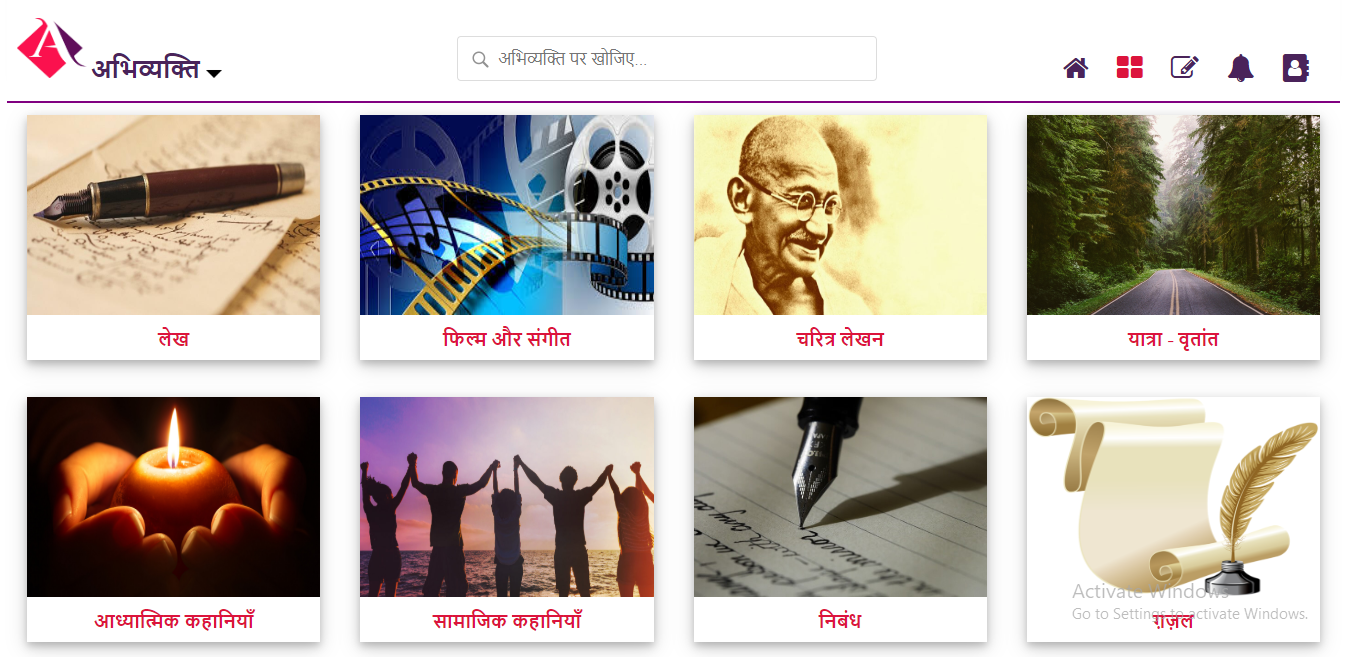 A
अभिव्यक्ति
अभिव्यक्ति पर खोजिए...
लेख
फिल्म और संगीत
चरित्र लेखन
यात्रा - वृतांत
आध्यात्मिक कहानियाँ
सामाजिक कहानियाँ
निबंध
ग़ज़ल
Activate Windows
Go to Settings to activate Windows.